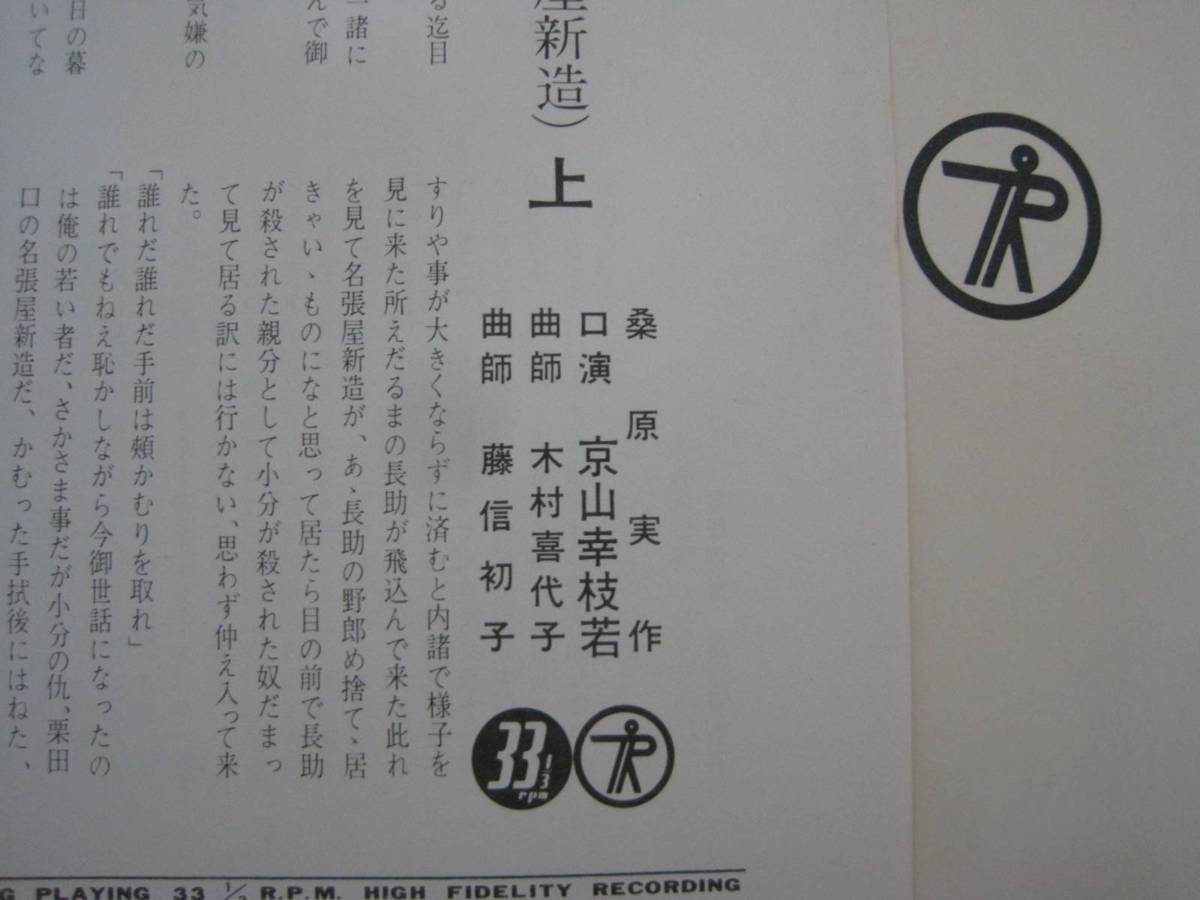 屋新造)上
桑原実作
口演 京山幸枝若
曲師 木村喜代子
曲師 藤信初子
る迄目
一諸に
んで御
気嫌の
日の暮
いてな
すりや事が大きくならずに済むと内諸で様子を
見に来た所えだるまの長助が飛込んで来た此れ
を見て名張屋新造が、あゝ長助の野郎め捨てゝ居
きゃいゝものになと思って居たら目の前で長助
が殺された親分として小分が殺された奴だまっ
て見て居る訳には行かない、思わず仲え入って来
た。
「誰れだ誰れだ手前は頬かむりを取れ」
「誰れでもねえ恥かしながら今御世話になったの
は俺の若い者だ、さかさま事だが小分の仇、栗田
口の名張屋新造だ、かむった手拭後にはねた、
33 1/3 rpm
TR
TR
G PLAYING 33 1/3 R.P.M. HIGH FIDELITY RECORDING